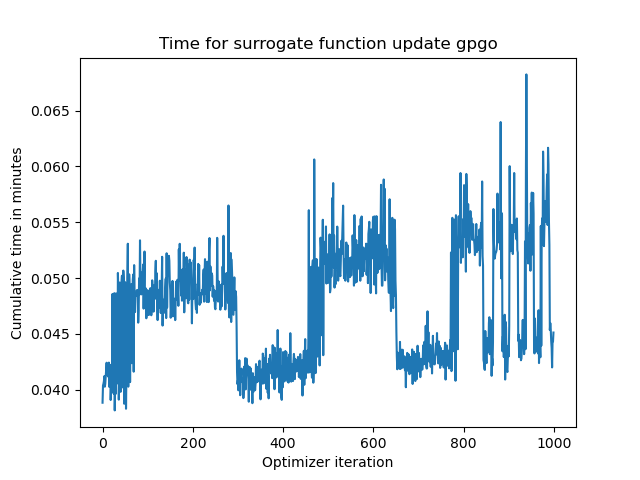 Time for surrogate function update gpgo
Cumulative time in minutes
0.065
0.060
0.055
0.050
0.045
0.040
0 200 400 600 800 1000
Optimizer iteration